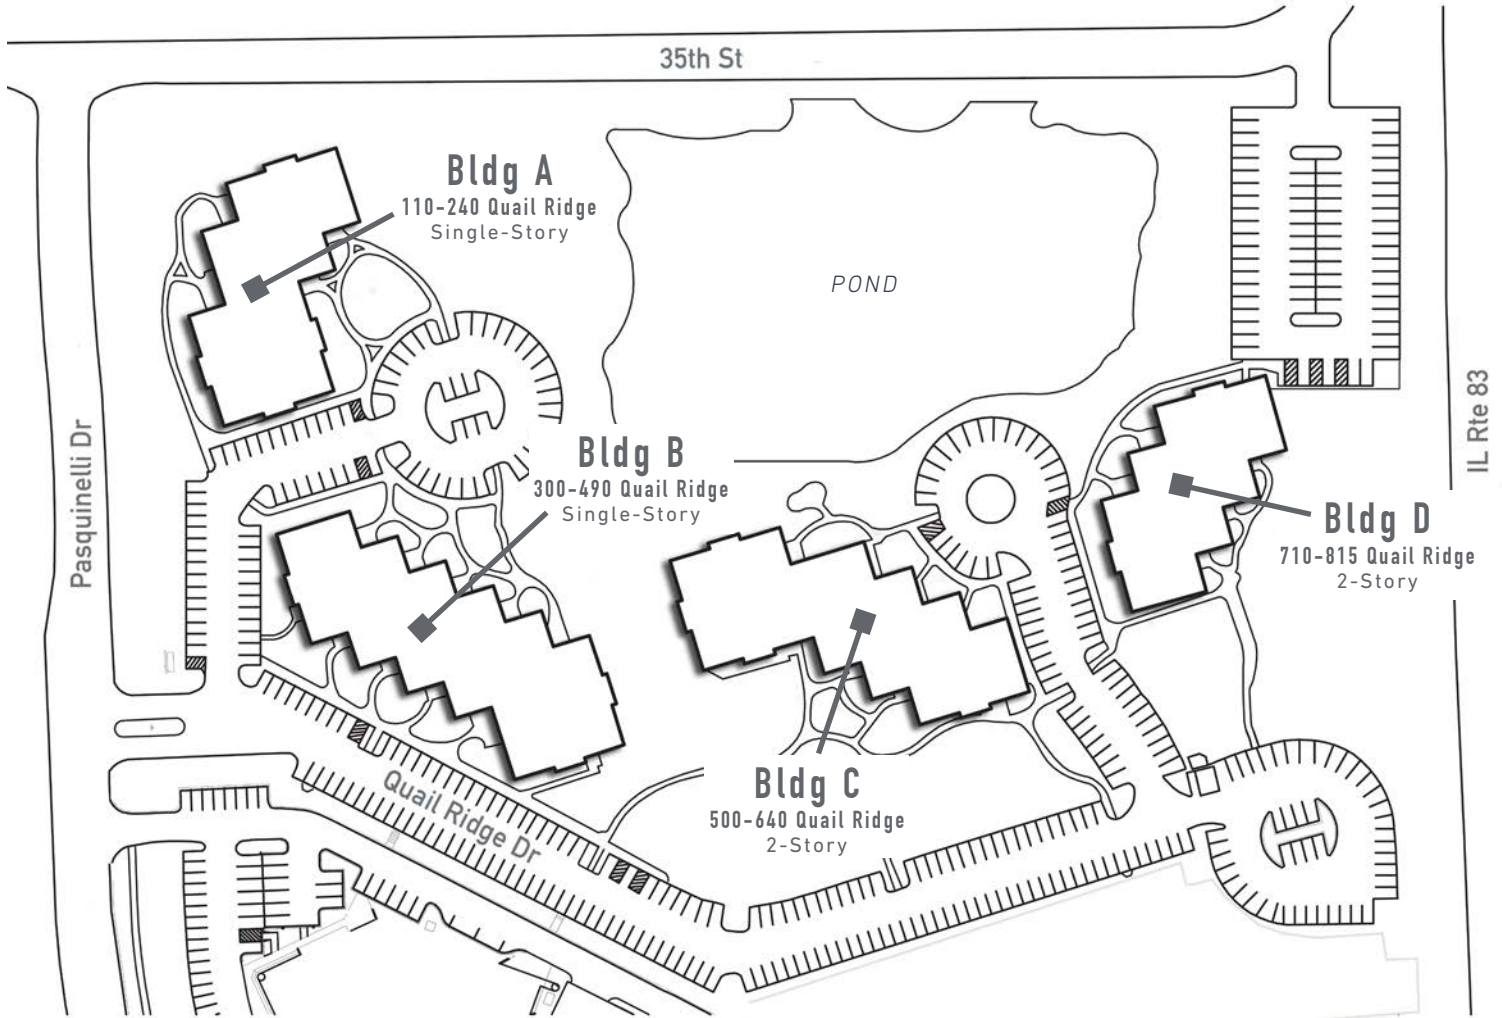 35th St
Bldg A
110-240 Quail Ridge
Single-Story
POND
IL Rte 83
Pasquinelli Dr
Bldg B
300-490 Quail Ridge
Single-Story
Bldg D
710-815 Quail Ridge
2-Story
Quail Ridge Dr
Bldg C
500-640 Quail Ridge
2-Story